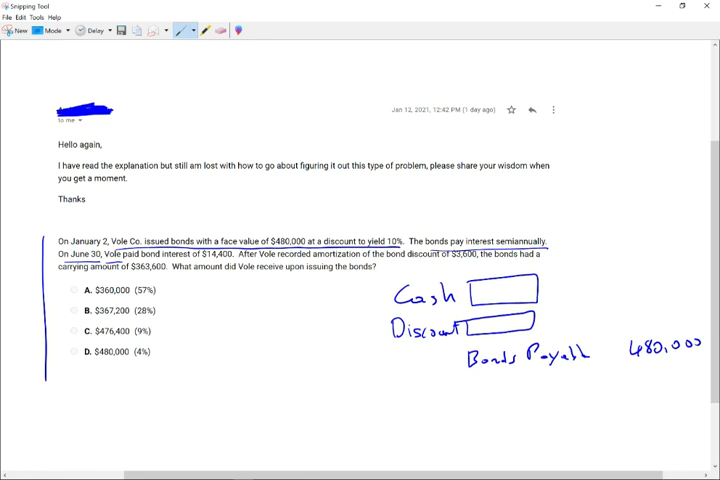 Snipping Tool
File Edit Tools Help
New Mode Delay
Jan 12, 2021, 12:42 PM (1 day ago)
to me
Hello again,
I have read the explanation but still am lost with how to go about figuring it out this type of problem, please share your wisdom when
you get a moment.
Thanks
On January 2, Vole Co. issued bonds with a face value of $480,000 at a discount to yield 10%. The bonds pay interest semiannually.
On June 30, Vole paid bond interest of $14,400. After Vole recorded amortization of the bond discount of $3,600, the bonds had a
carrying amount of $363,600. What amount did Vole receive upon issuing the bonds?
A. $360,000 (57%)
B. $367,200 (28%)
C. $476,400 (9%)
D. $480,000 (4%)
Cash
Discount
Bonds Payable 480,000